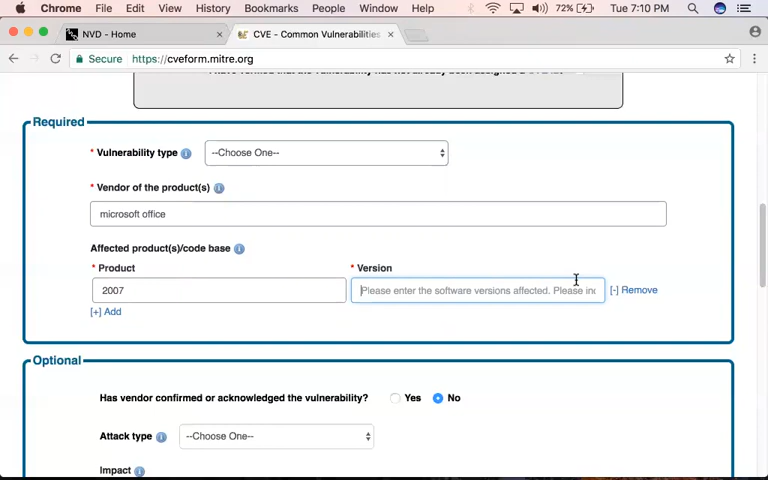 Chrome File Edit View History Bookmarks People Window Help 72% Tue 7:10 PM
NVD - Home × CVE - Common Vulnerabilities ×
Secure https://cveform.mitre.org
Required
* Vulnerability type i --Choose One--
* Vendor of the product(s) i
microsoft office
Affected product(s)/code base i
* Product * Version
2007 Please enter the software versions affected. Please inc [-] Remove
[+] Add
Optional
Has vendor confirmed or acknowledged the vulnerability? Yes No
Attack type i --Choose One--
Impact i